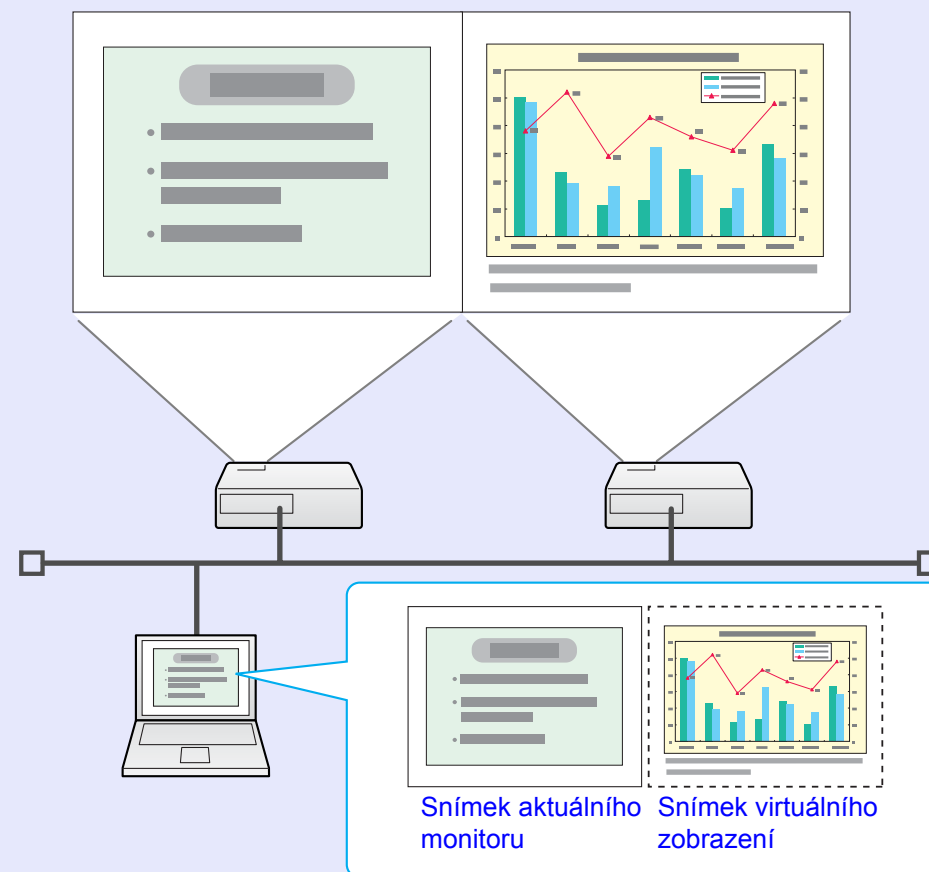 Snímek aktuálního
monitoru
Snímek virtuálního
zobrazení